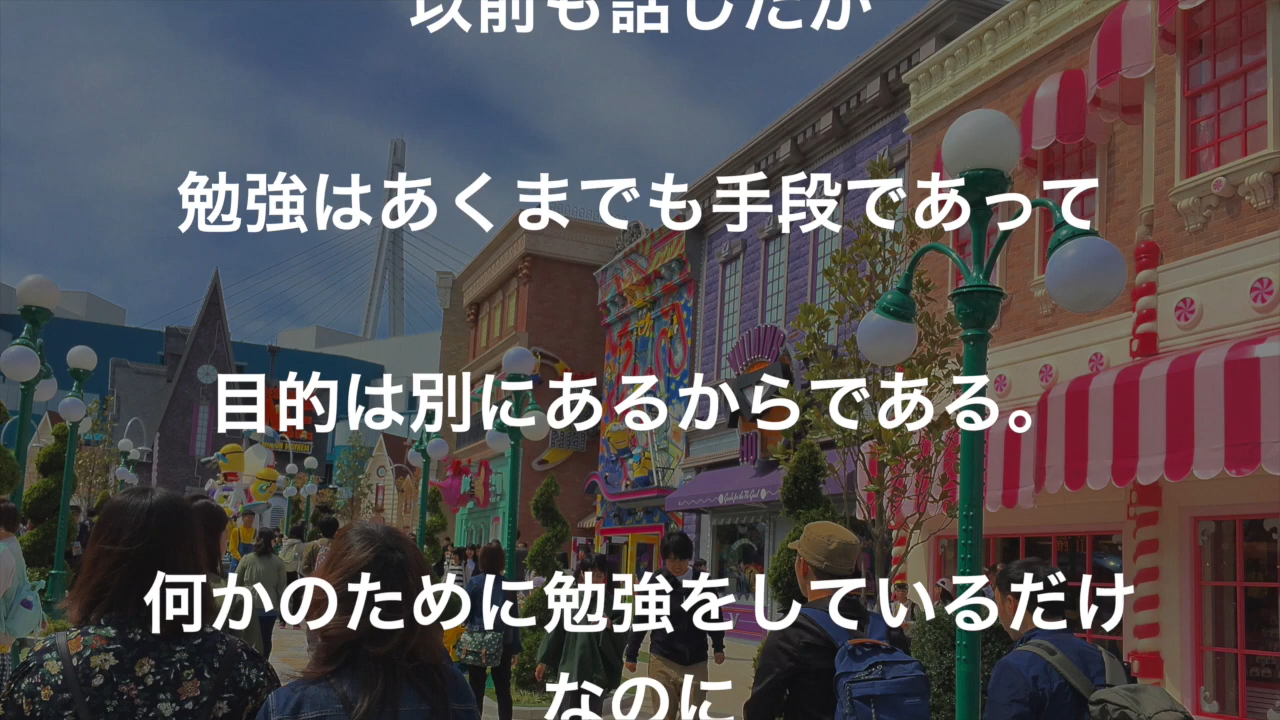 以前も話したが
勉強はあくまでも手段であって
目的は別にあるからである。
何かのために勉強をしているだけ
なのに